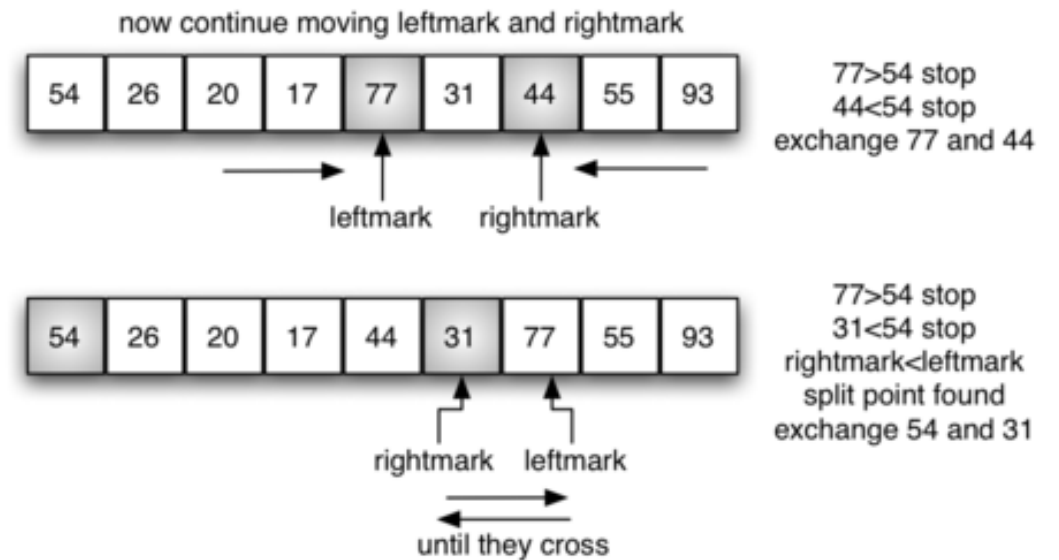 now continue moving leftmark and rightmark
54 26 20 17 77 31 44 55 93
77>54 stop
44<54 stop
exchange 77 and 44
leftmark rightmark
54 26 20 17 44 31 77 55 93
77>54 stop
31<54 stop
rightmark<leftmark
split point found
exchange 54 and 31
rightmark leftmark
until they cross